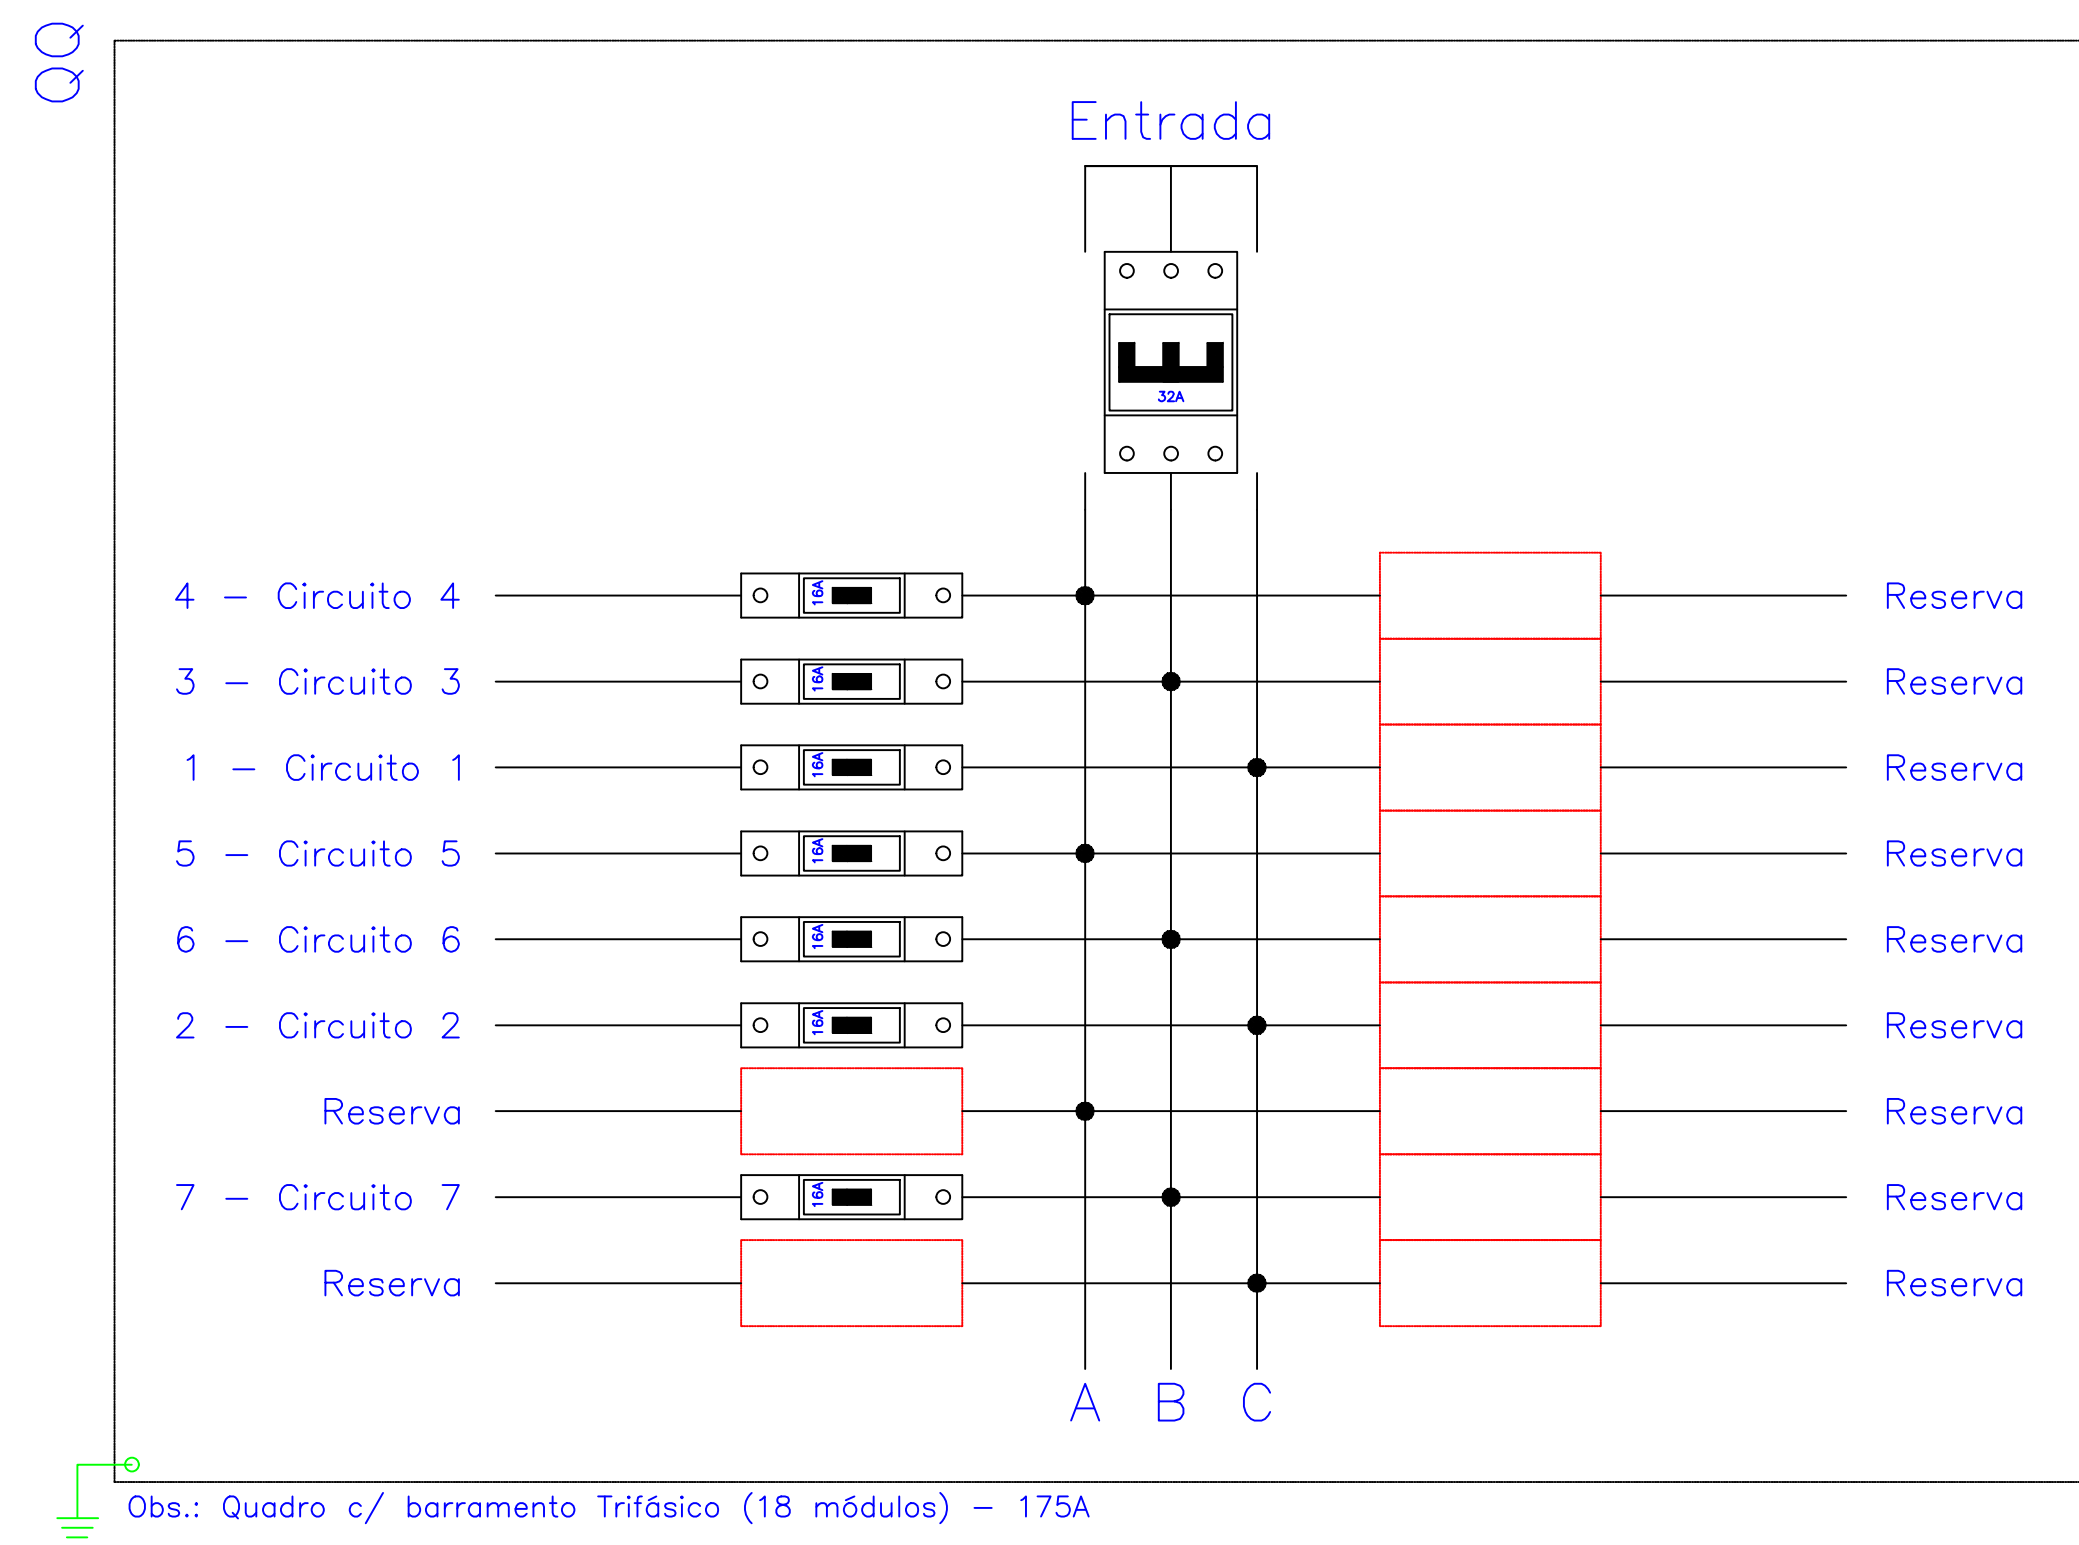 QQ
Entrada
32A
4 - Circuito 4 16A Reserva
3 - Circuito 3 16A Reserva
1 - Circuito 1 16A Reserva
5 - Circuito 5 16A Reserva
6 - Circuito 6 16A Reserva
2 - Circuito 2 16A Reserva
Reserva Reserva
7 - Circuito 7 16A Reserva
Reserva Reserva
A B C
Obs.: Quadro c/ barramento Trifásico (18 módulos) - 175A